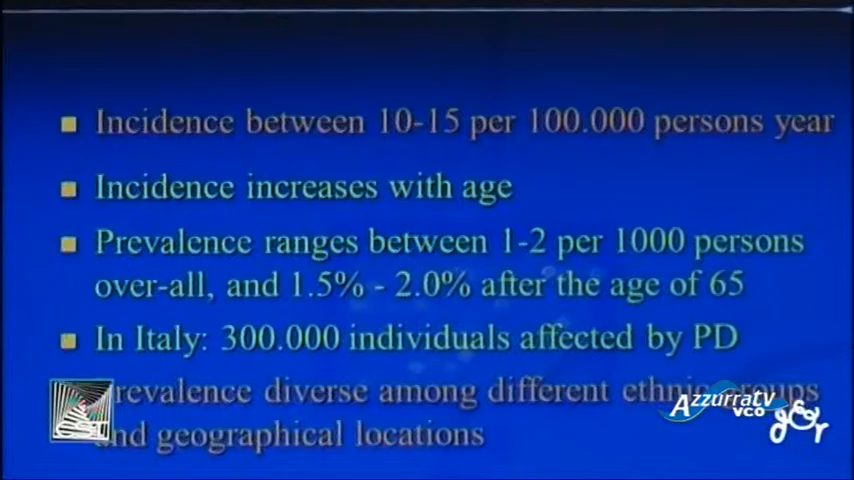 Incidence between 10-15 per 100.000 persons year
Incidence increases with age
Prevalence ranges between 1-2 per 1000 persons
over-all, and 1.5% - 2.0% after the age of 65
In Italy: 300.000 individuals affected by PD
Prevalence diverse among different ethnic groups
and geographical locations
Azzurratv
VCO